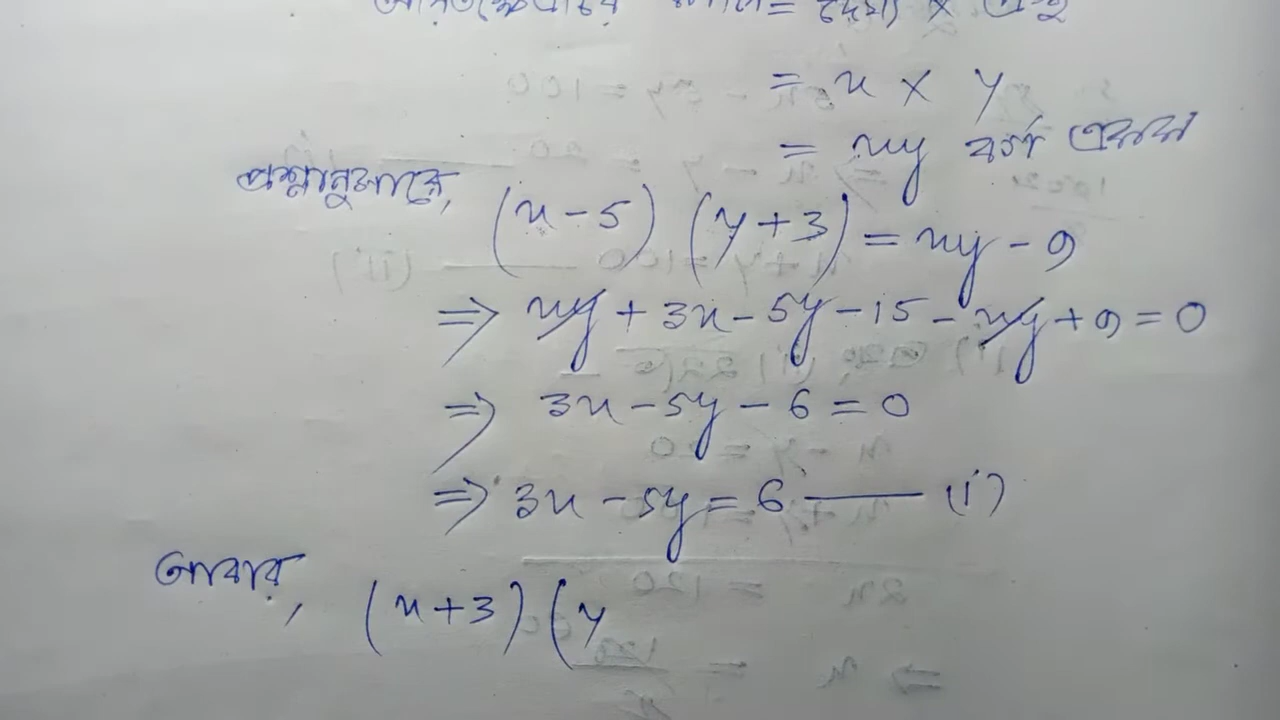 = x × y
= xy বর্গ একক
প্রশ্নানুসারে, (x-5) (y+3) = xy - 9
⇒ xy + 3x - 5y - 15 - xy + 9 = 0
⇒ 3x - 5y - 6 = 0
⇒ 3x - 5y = 6 —— (i)
আবার, (x+3) (y